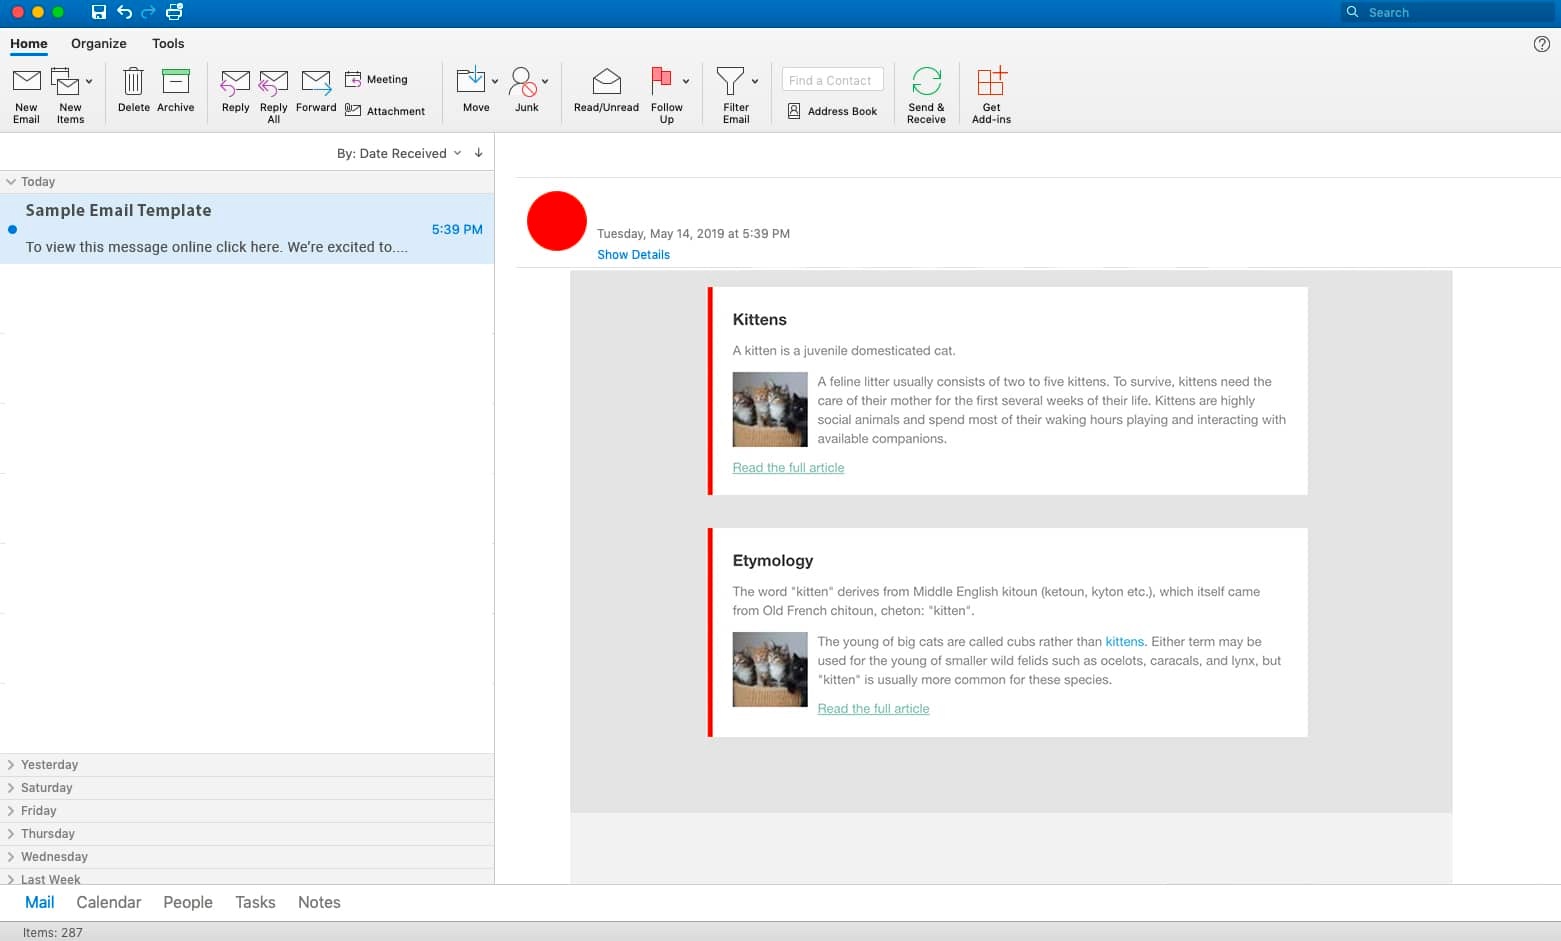 Search
Home Organize Tools
New Email
New Items
Delete
Archive
Reply
Reply All
Forward
Meeting
Attachment
Move
Junk
Read/Unread
Follow Up
Filter Email
Find a Contact
Address Book
Send & Receive
Get Add-ins
By: Date Received
Today
Sample Email Template
5:39 PM
To view this message online click here. We're excited to....
Yesterday
Saturday
Friday
Thursday
Wednesday
Last Week
Tuesday, May 14, 2019 at 5:39 PM
Show Details
Kittens
A kitten is a juvenile domesticated cat.
A feline litter usually consists of two to five kittens. To survive, kittens need the
care of their mother for the first several weeks of their life. Kittens are highly
social animals and spend most of their waking hours playing and interacting with
available companions.
Read the full article
Etymology
The word "kitten" derives from Middle English kitoun (ketoun, kyton etc.), which itself came
from Old French chitoun, cheton: "kitten".
The young of big cats are called cubs rather than kittens. Either term may be
used for the young of smaller wild felids such as ocelots, caracals, and lynx, but
"kitten" is usually more common for these species.
Read the full article
Mail Calendar People Tasks Notes
Items: 287